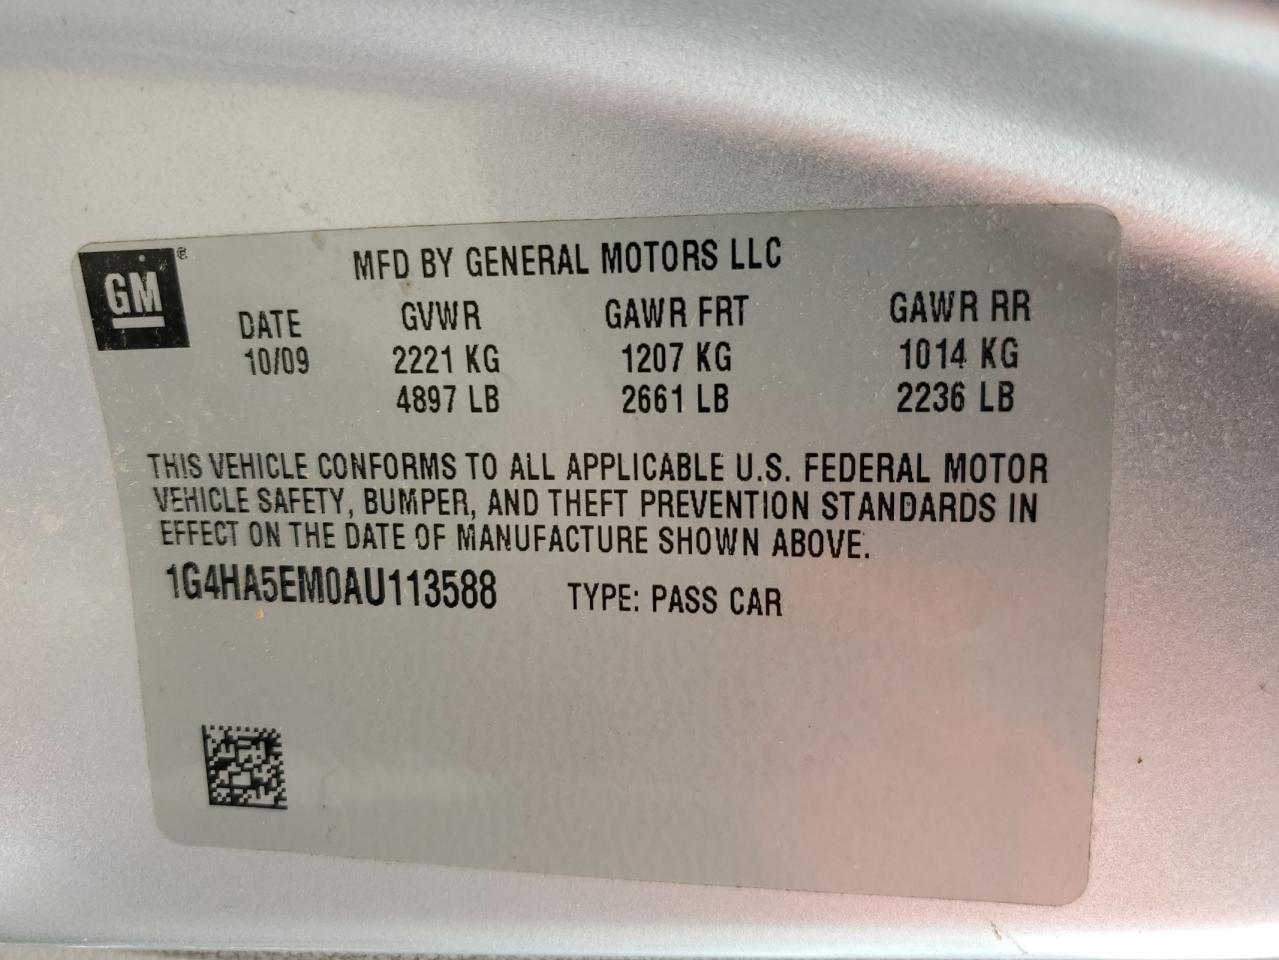 GM ®
MFD BY GENERAL MOTORS LLC
DATE GVWR GAWR FRT GAWR RR
10/09 2221 KG 1207 KG 1014 KG
4897 LB 2661 LB 2236 LB
THIS VEHICLE CONFORMS TO ALL APPLICABLE U.S. FEDERAL MOTOR
VEHICLE SAFETY, BUMPER, AND THEFT PREVENTION STANDARDS IN
EFFECT ON THE DATE OF MANUFACTURE SHOWN ABOVE.
1G4HA5EM0AU113588 TYPE: PASS CAR